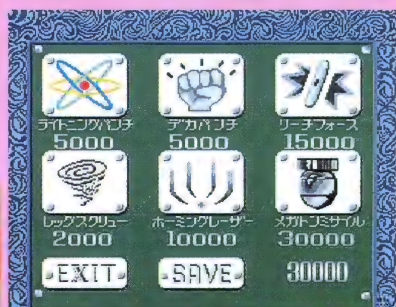 ライトニングパンチ デカパンチ リーチフォース
5000 5000 15000
レッグスクリュー ホーミングレーザー メガトンミサイル
2000 10000 30000
EXIT SAVE 30000